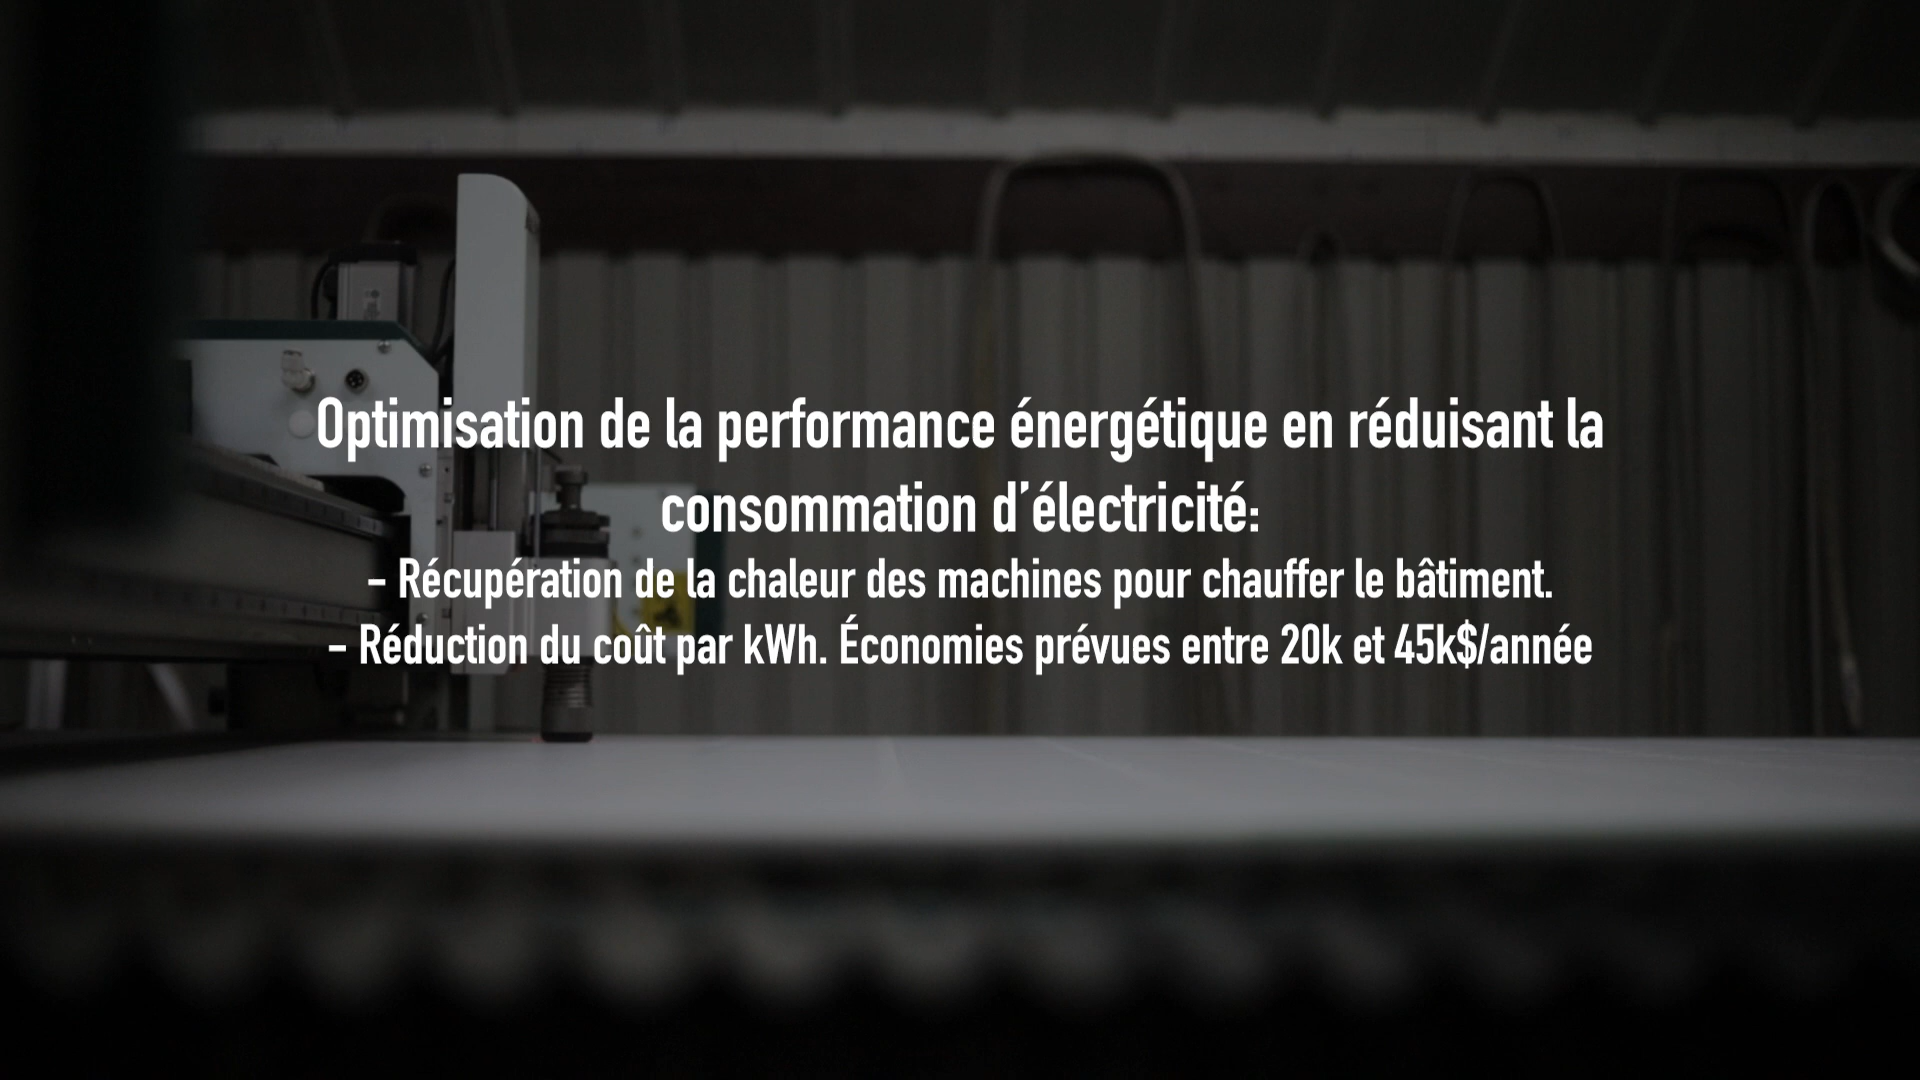 Optimisation de la performance énergétique en réduisant la
consommation d’électricité:
- Récupération de la chaleur des machines pour chauffer le bâtiment.
- Réduction du coût par kWh. Économies prévues entre 20k et 45k$/année